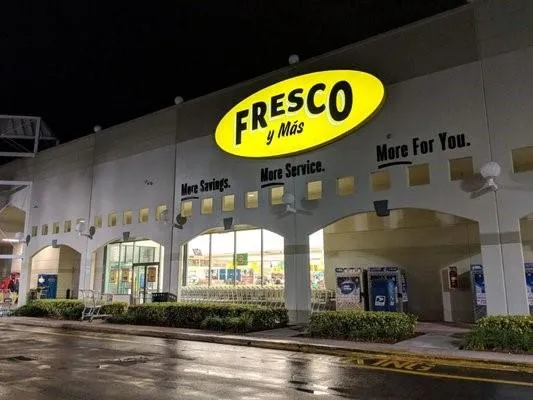 FRESCO
y Más
More Savings.
More Service.
More For You.